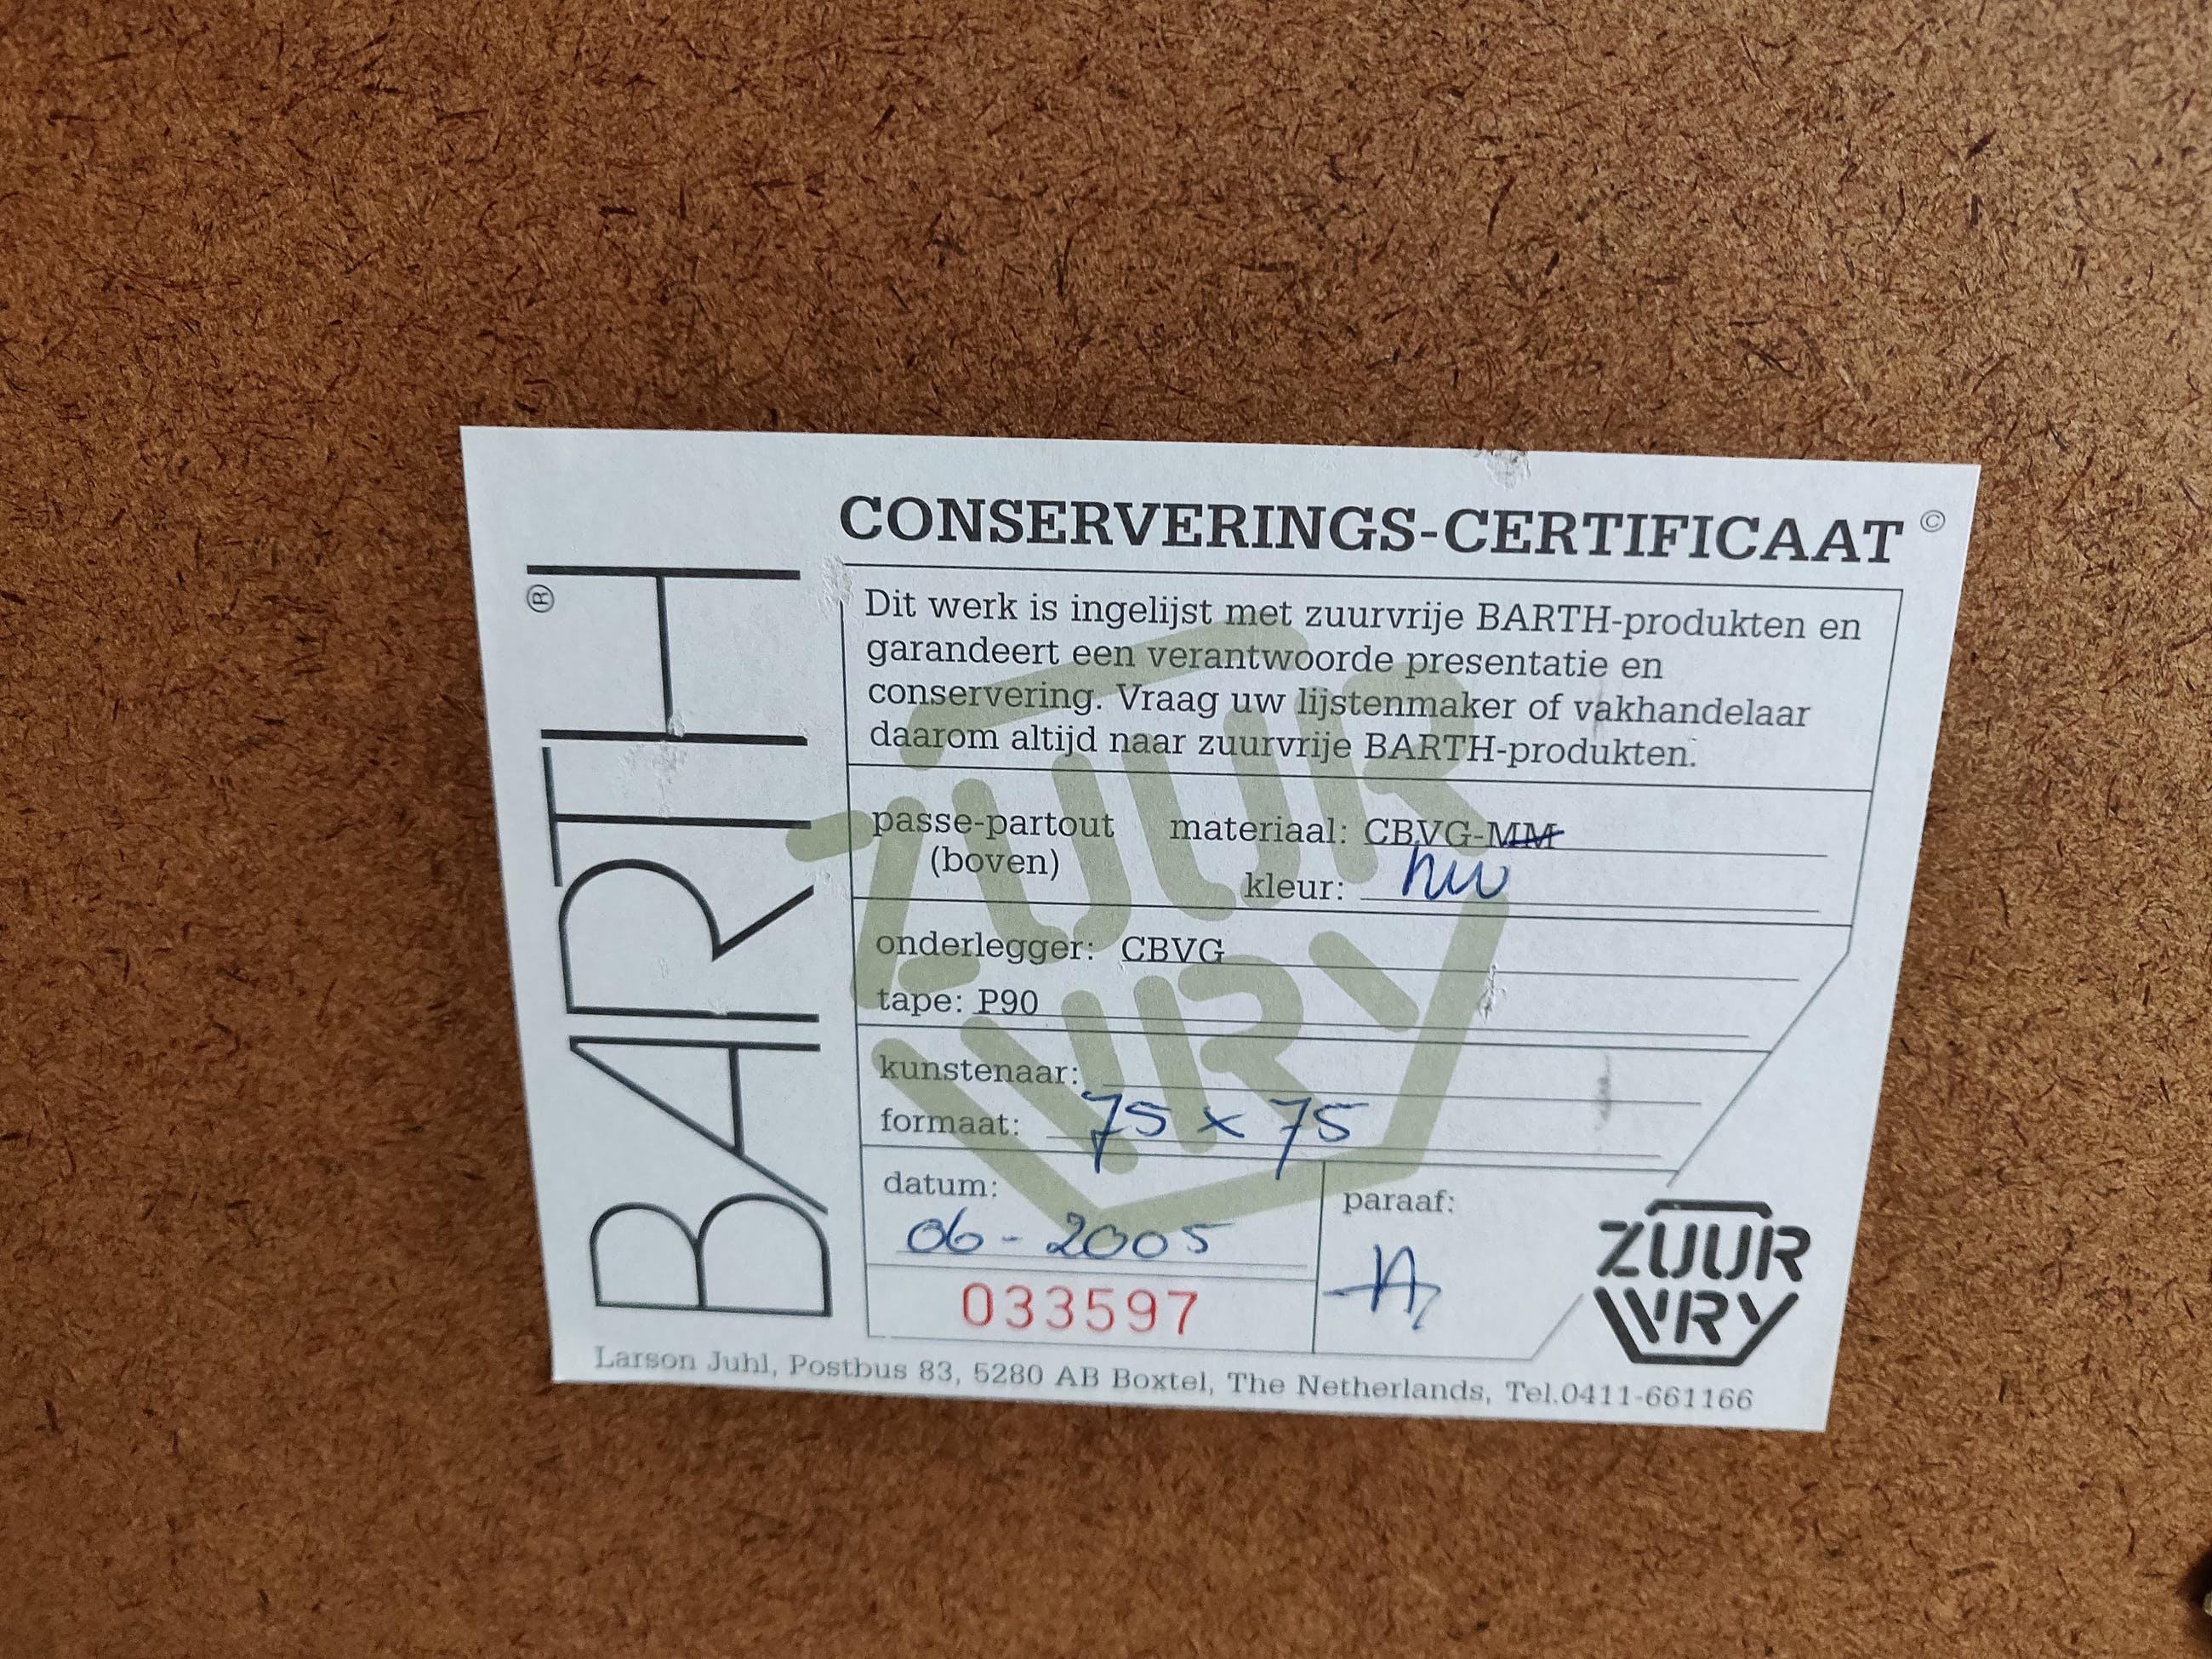 BARTH ®
CONSERVERINGS-CERTIFICAAT ©
Dit werk is ingelijst met zuurvrije BARTH-produkten en
garandeert een verantwoorde presentatie en
conservering. Vraag uw lijstenmaker of vakhandelaar
daarom altijd naar zuurvrije BARTH-produkten.
passe-partout materiaal: CBVG-MM
(boven) kleur: hw
onderlegger: CBVG
tape: P90
kunstenaar:
formaat: 75 x 75
datum: paraaf:
06-2005
033597
ZUUR
VRY
ZUUR
VRY
Larson Juhl, Postbus 83, 5280 AB Boxtel, The Netherlands, Tel.0411-661166